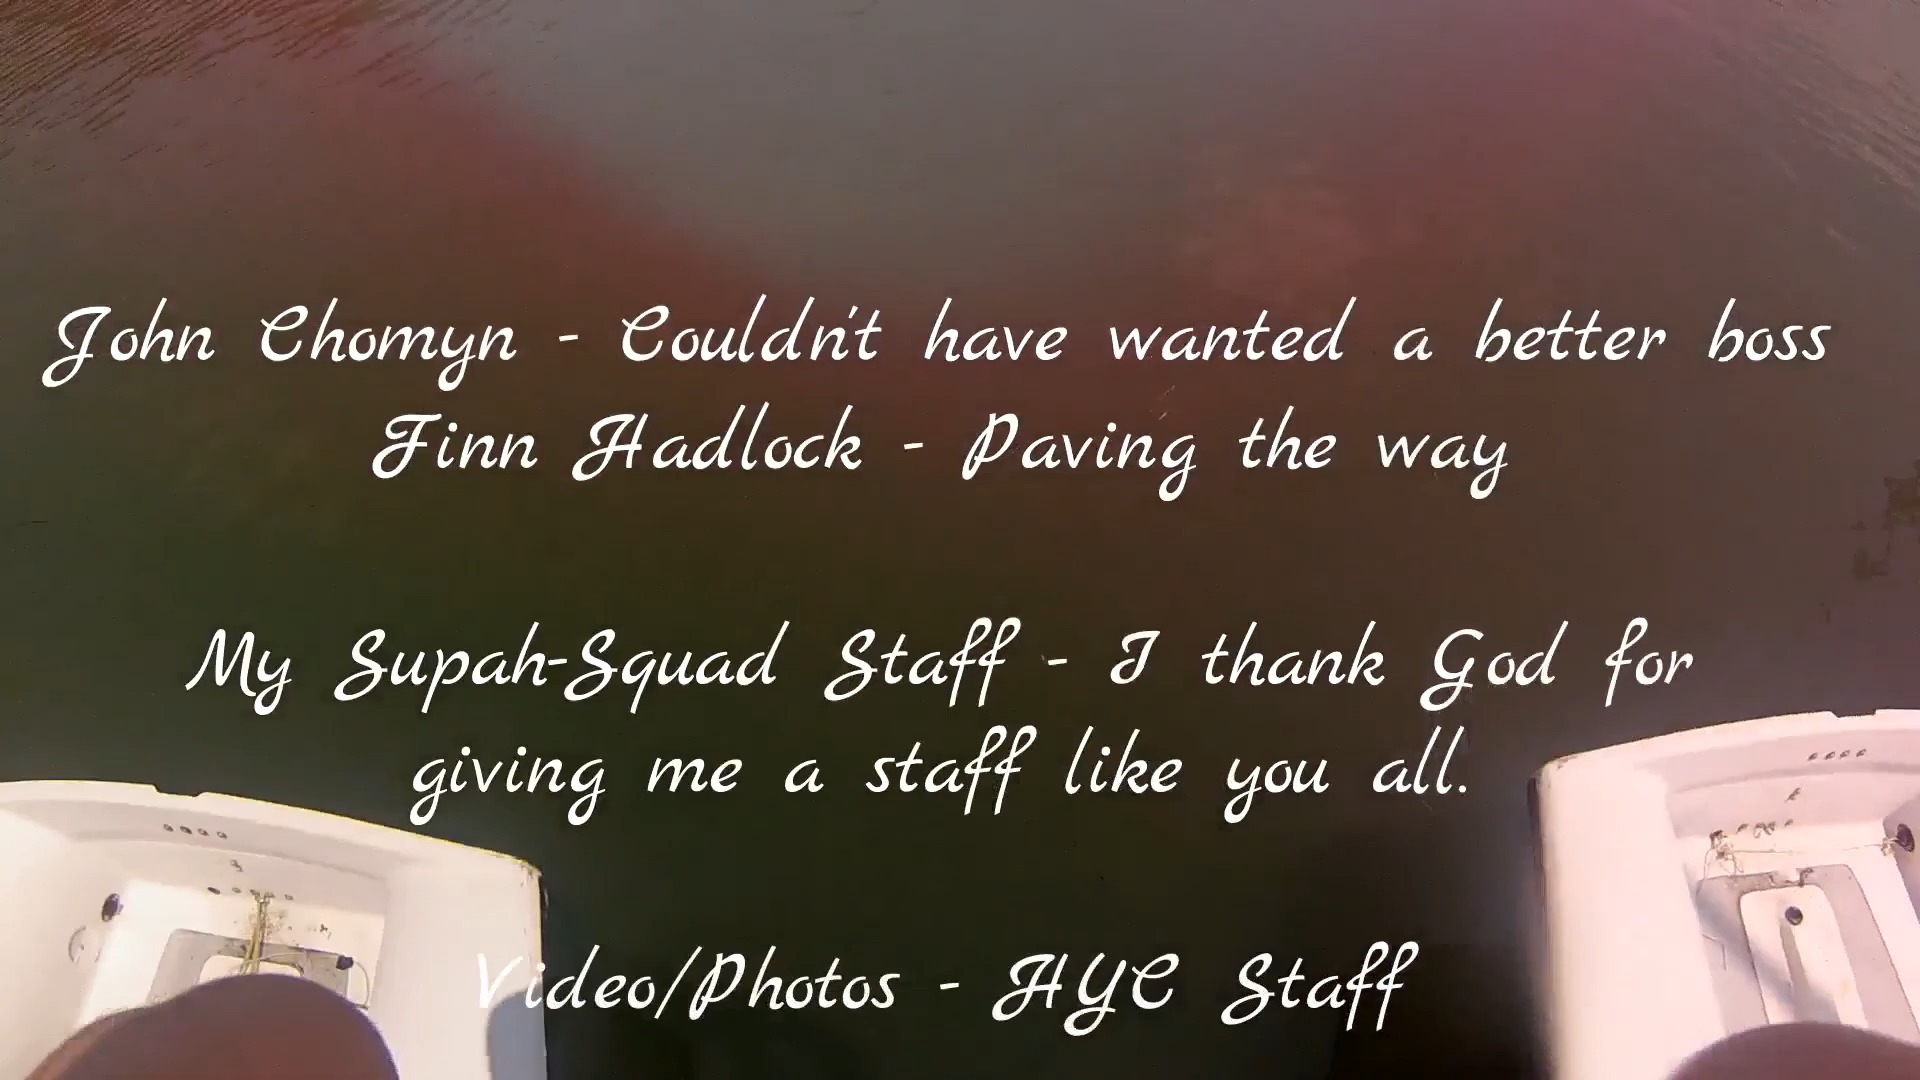 John Chomyn - Couldn't have wanted a better boss
Finn Hadlock - Paving the way
My Supah-Squad Staff - I thank God for
giving me a staff like you all.
Video/Photos - HYC Staff